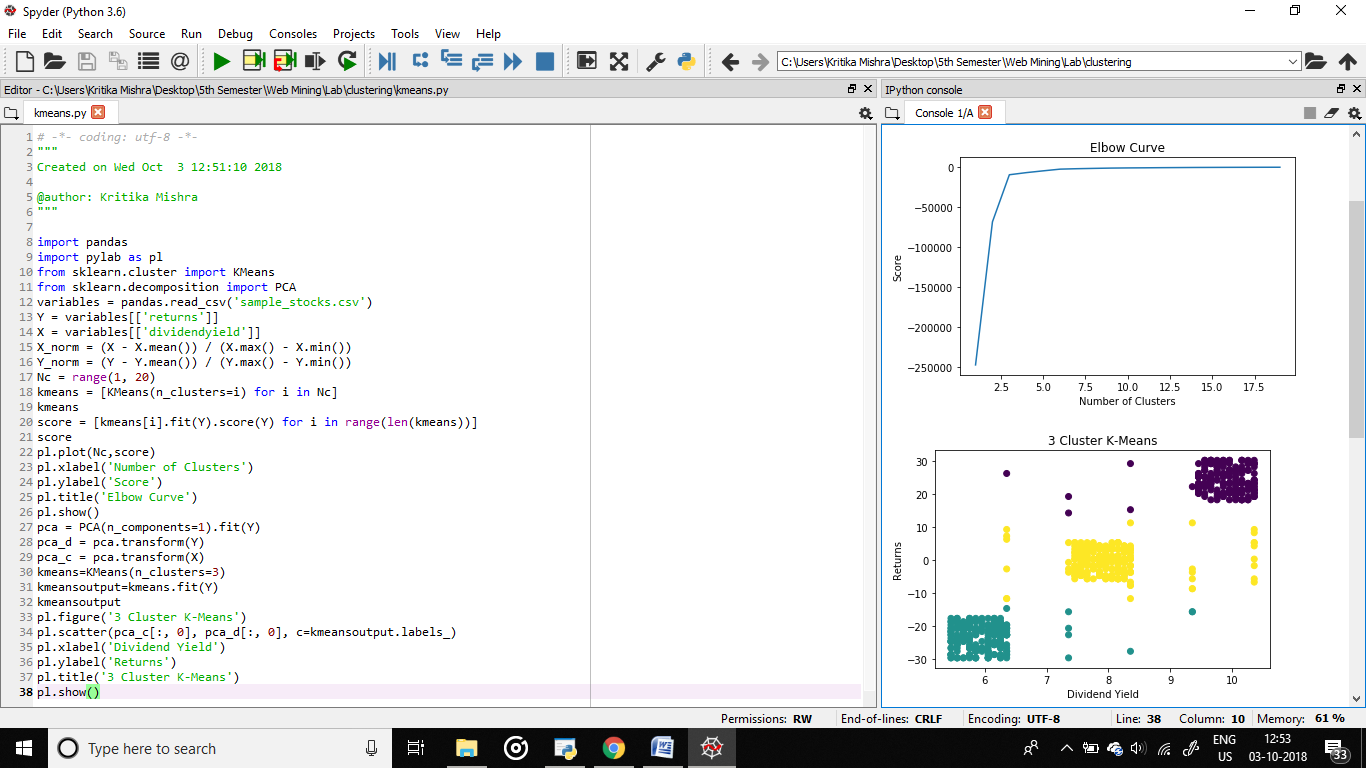 Spyder (Python 3.6)
File Edit Search Source Run Debug Consoles Projects Tools View Help
C:\Users\Kritika Mishra\Desktop\5th Semester\Web Mining\Lab\clustering
Editor - C:\Users\Kritika Mishra\Desktop\5th Semester\Web Mining\Lab\clustering\kmeans.py
kmeans.py
1 # -*- coding: utf-8 -*-
2 """
3 Created on Wed Oct  3 12:51:10 2018
4
5 @author: Kritika Mishra
6 """
7
8 import pandas
9 import pylab as pl
10 from sklearn.cluster import KMeans
11 from sklearn.decomposition import PCA
12 variables = pandas.read_csv('sample_stocks.csv')
13 Y = variables[['returns']]
14 X = variables[['dividendyield']]
15 X_norm = (X - X.mean()) / (X.max() - X.min())
16 Y_norm = (Y - Y.mean()) / (Y.max() - Y.min())
17 Nc = range(1, 20)
18 kmeans = [KMeans(n_clusters=i) for i in Nc]
19 kmeans
20 score = [kmeans[i].fit(Y).score(Y) for i in range(len(kmeans))]
21 score
22 pl.plot(Nc,score)
23 pl.xlabel('Number of Clusters')
24 pl.ylabel('Score')
25 pl.title('Elbow Curve')
26 pl.show()
27 pca = PCA(n_components=1).fit(Y)
28 pca_d = pca.transform(Y)
29 pca_c = pca.transform(X)
30 kmeans=KMeans(n_clusters=3)
31 kmeansoutput=kmeans.fit(Y)
32 kmeansoutput
33 pl.figure('3 Cluster K-Means')
34 pl.scatter(pca_c[:, 0], pca_d[:, 0], c=kmeansoutput.labels_)
35 pl.xlabel('Dividend Yield')
36 pl.ylabel('Returns')
37 pl.title('3 Cluster K-Means')
38 pl.show()
IPython console
Console 1/A
Elbow Curve
0
−50000
−100000
−150000
−200000
−250000
Score
2.5 5.0 7.5 10.0 12.5 15.0 17.5
Number of Clusters
3 Cluster K-Means
30
20
10
0
−10
−20
−30
Returns
6 7 8 9 10
Dividend Yield
Permissions: RW End-of-lines: CRLF Encoding: UTF-8 Line: 38 Column: 10 Memory: 61 %
Type here to search
ENG
US
12:53
03-10-2018
33